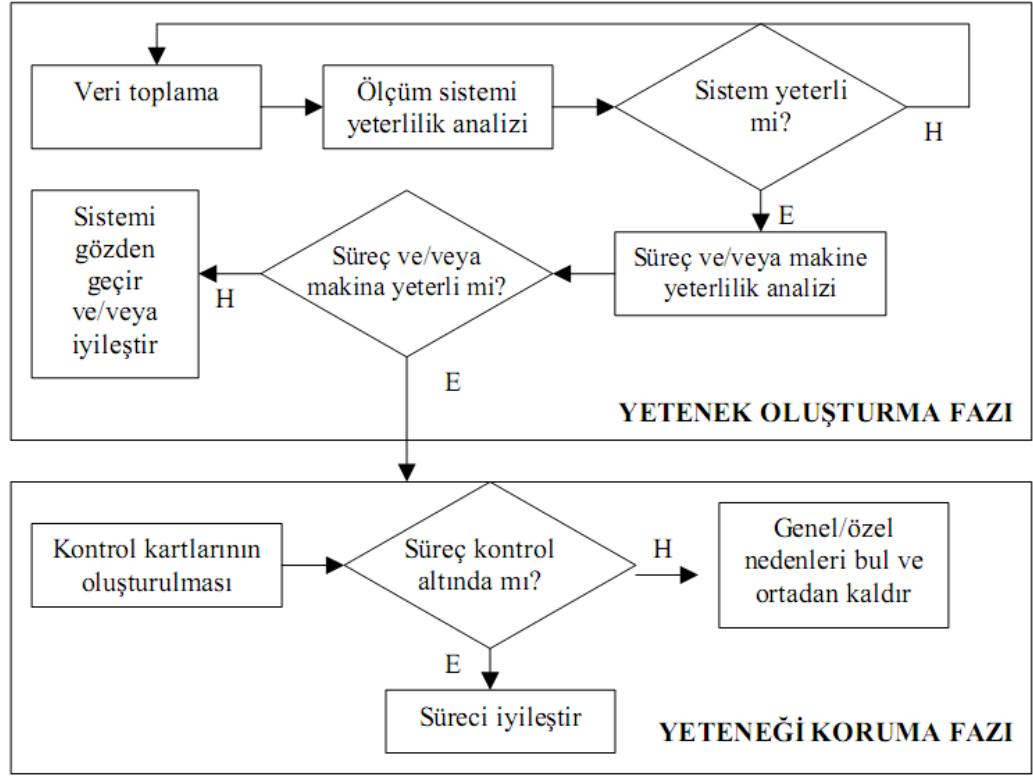 Veri toplama
Ölçüm sistemi
yeterlilik analizi
Sistem yeterli
mi?
H
E
Süreç ve/veya makine
yeterlilik analizi
Süreç ve/veya
makina yeterli mi?
H
Sistemi
gözden
geçir
ve/veya
iyileştir
E
YETENEK OLUŞTURMA FAZI
Kontrol kartlarının
oluşturulması
Süreç kontrol
altında mı?
H
Genel/özel
nedenleri bul ve
ortadan kaldır
E
Süreci iyileştir
YETENEĞİ KORUMA FAZI